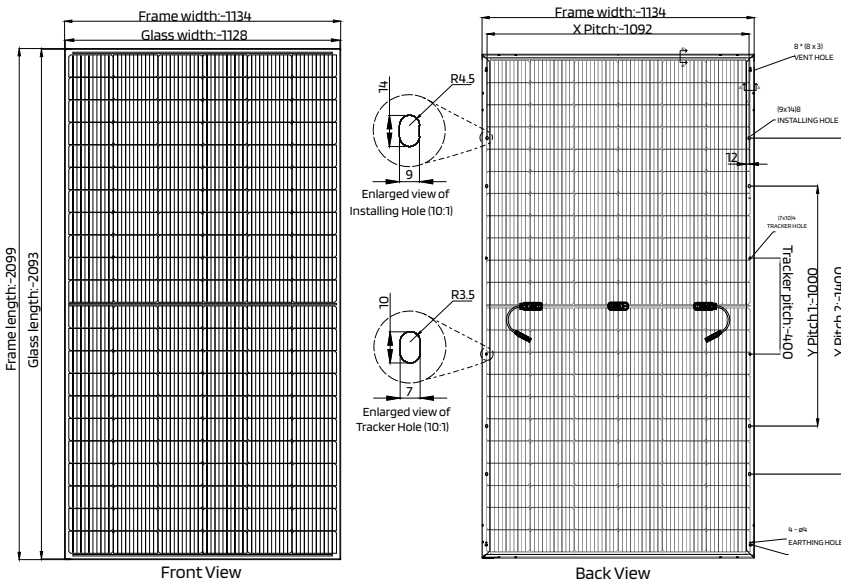 Frame width:-1134
Glass width:-1128
Frame length:-2099
Glass length:-2093
Front View
14
R4.5
9
Enlarged view of
Installing Hole (10:1)
10
R3.5
7
Enlarged view of
Tracker Hole (10:1)
Frame width:-1134
X Pitch:-1092
8 * (8 x 3)
VENT HOLE
(9x14)8
INSTALLING HOLE
12
(7x10)4
TRACKER HOLE
Tracker pitch:-400
Y Pitch 1:-1000
Y Pitch 2:-1400
4 - ø4
EARTHING HOLE
Back View